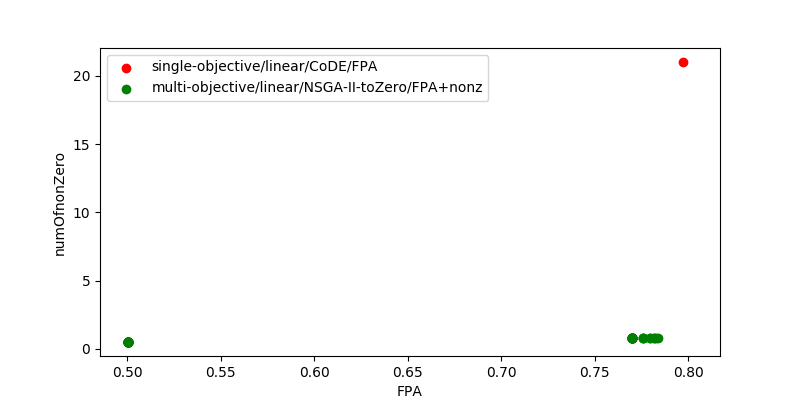 single-objective/linear/CoDE/FPA
multi-objective/linear/NSGA-II-toZero/FPA+nonz
20
15
10
5
0
numOfnonZero
0.50 0.55 0.60 0.65 0.70 0.75 0.80
FPA